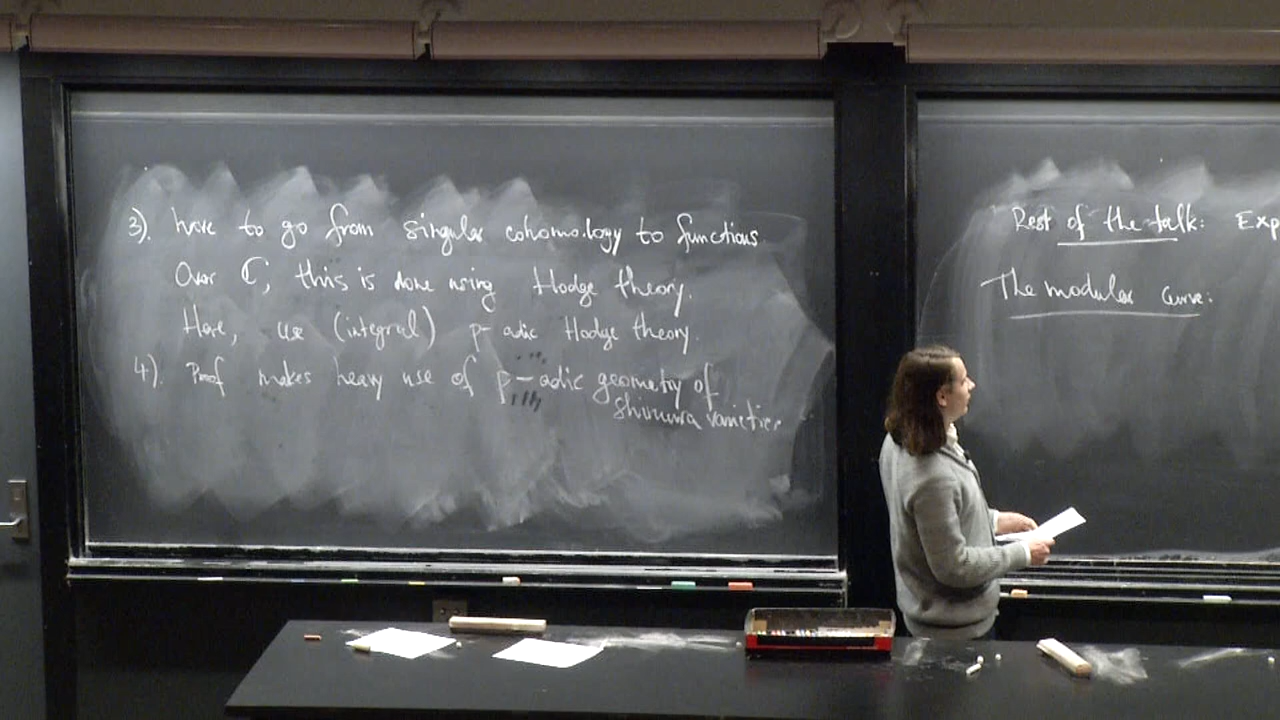 3). have to go from singular cohomology to functions
Over ℂ, this is done using Hodge theory.
Here, use (integral) p-adic Hodge theory.
4). Proof makes heavy use of p-adic geometry of
Shimura varieties
Rest of the talk: Exp
The modular curve: